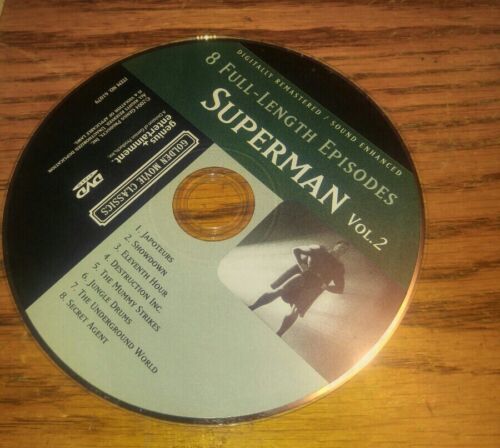 DIGITALLY REMASTERED / SOUND ENHANCED
8 FULL-LENGTH EPISODES
SUPERMAN
VOL.2
genius
entertainment
GOLDEN MOVIE CLASSICS
DVD
1. JAPOTEURS
2. SHOWDOWN
3. ELEVENTH HOUR
4. DESTRUCTION INC.
5. THE MUMMY STRIKES
6. JUNGLE DRUMS
7. THE UNDERGROUND WORLD
8. SECRET AGENT